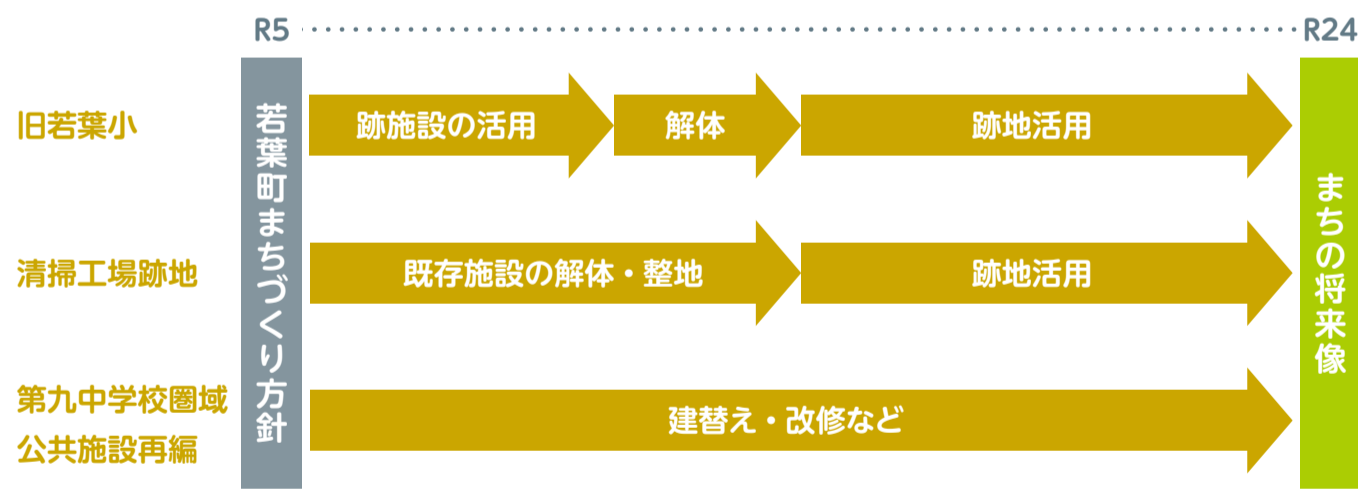 R5
R24
若葉町まちづくり方針
旧若葉小
跡施設の活用
解体
跡地活用
清掃工場跡地
既存施設の解体・整地
跡地活用
第九中学校圏域
公共施設再編
建替え・改修など
まちの将来像